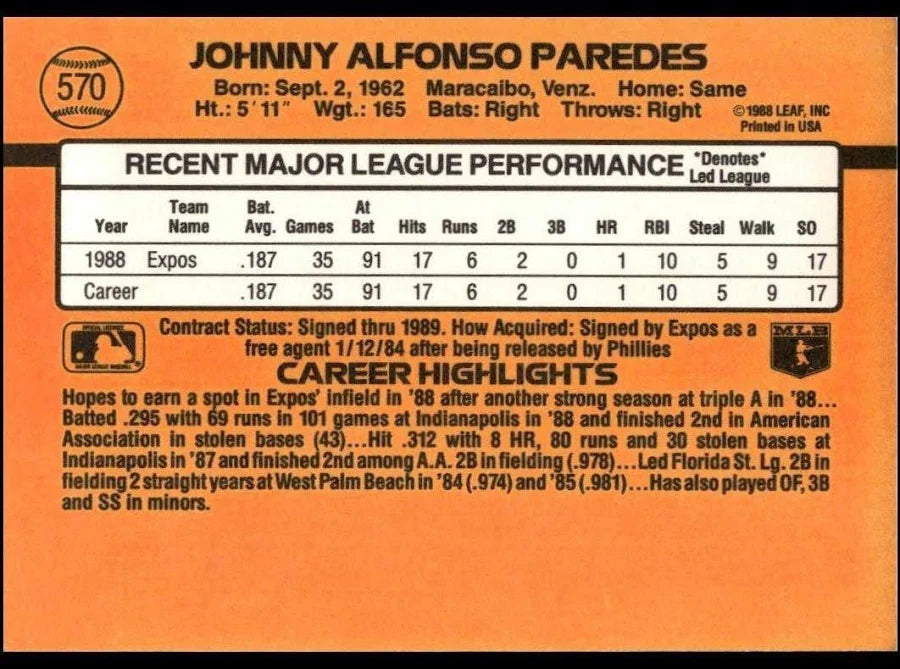 570
JOHNNY ALFONSO PAREDES
Born: Sept. 2, 1962 Maracaibo, Venz. Home: Same
Ht.: 5'11" Wgt.: 165 Bats: Right Throws: Right
©1988 LEAF, INC
Printed in USA
RECENT MAJOR LEAGUE PERFORMANCE
*Denotes*
Led League
Year Team Name Bat. Avg. Games At Bat Hits Runs 2B 3B HR RBI Steal Walk SO
1988 Expos .187 35 91 17 6 2 0 1 10 5 9 17
Career .187 35 91 17 6 2 0 1 10 5 9 17
Contract Status: Signed thru 1989. How Acquired: Signed by Expos as a
free agent 1/12/84 after being released by Phillies
MLB
CAREER HIGHLIGHTS
Hopes to earn a spot in Expos' infield in '88 after another strong season at triple A in '88...
Batted .295 with 69 runs in 101 games at Indianapolis in '88 and finished 2nd in American
Association in stolen bases (43)...Hit .312 with 8 HR, 80 runs and 30 stolen bases at
Indianapolis in '87 and finished 2nd among A.A. 2B in fielding (.978)...Led Florida St. Lg. 2B in
fielding 2 straight years at West Palm Beach in '84 (.974) and '85 (.981)...Has also played OF, 3B
and SS in minors.